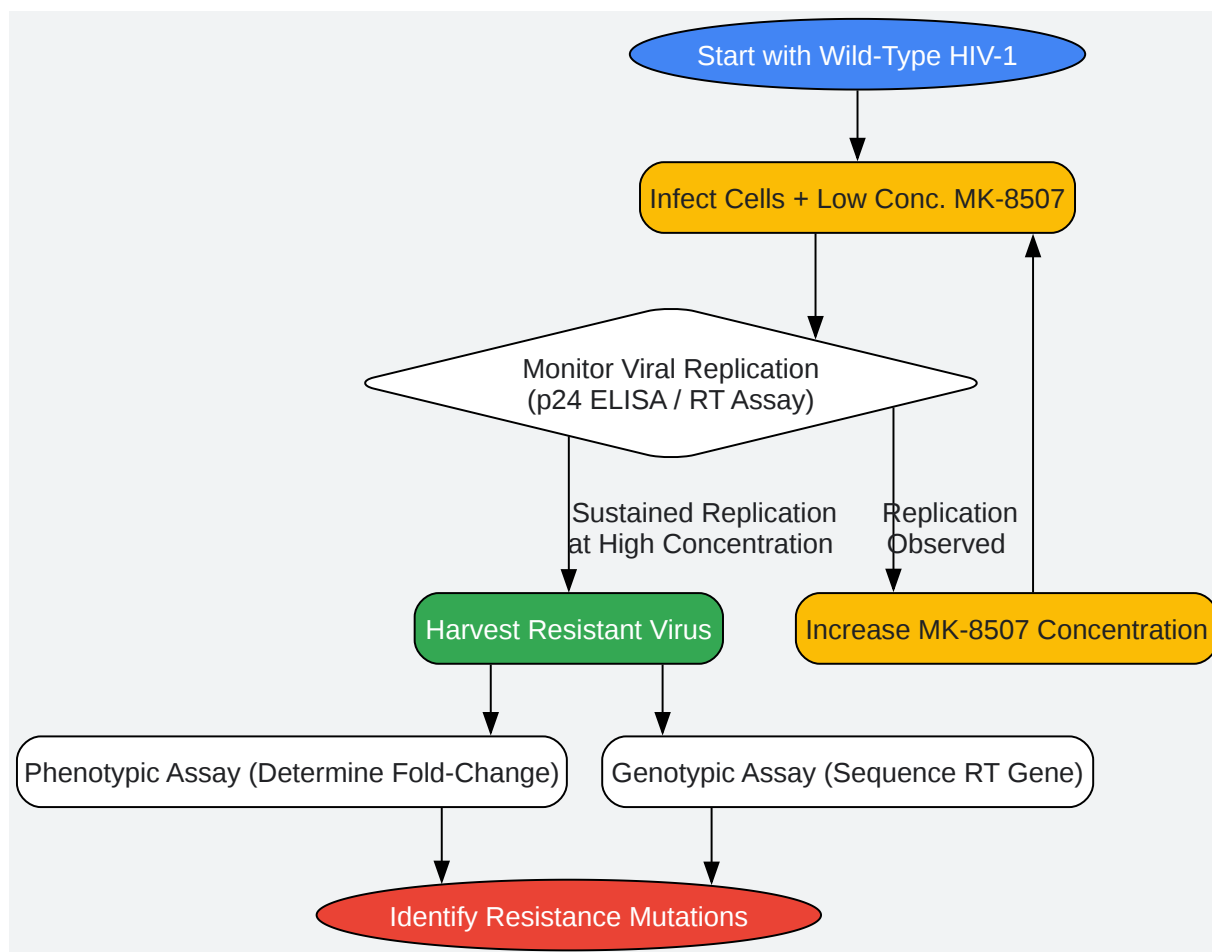 Start with Wild-Type HIV-1
Infect Cells + Low Conc. MK-8507
Monitor Viral Replication
(p24 ELISA / RT Assay)
Sustained Replication
at High Concentration
Replication
Observed
Harvest Resistant Virus
Increase MK-8507 Concentration
Phenotypic Assay (Determine Fold-Change)
Genotypic Assay (Sequence RT Gene)
Identify Resistance Mutations